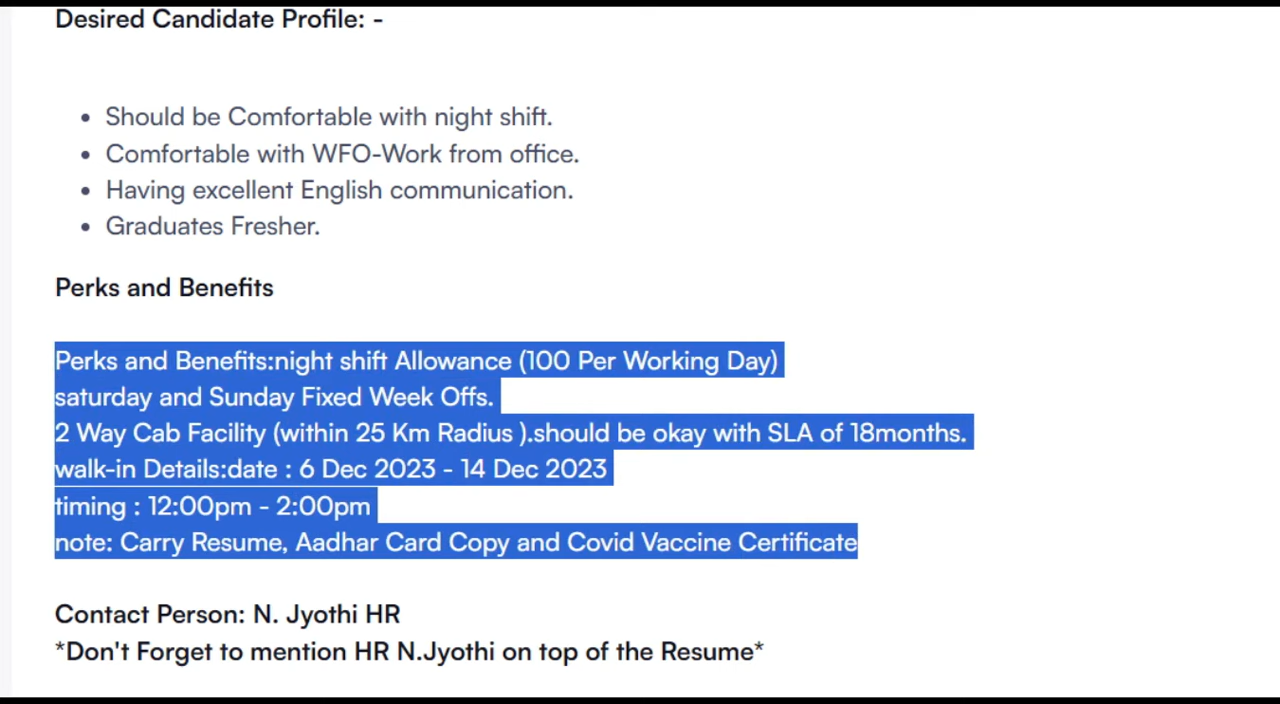 Desired Candidate Profile: -
• Should be Comfortable with night shift.
• Comfortable with WFO-Work from office.
• Having excellent English communication.
• Graduates Fresher.
Perks and Benefits
Perks and Benefits:night shift Allowance (100 Per Working Day)
saturday and Sunday Fixed Week Offs.
2 Way Cab Facility (within 25 Km Radius ).should be okay with SLA of 18months.
walk-in Details:date : 6 Dec 2023 - 14 Dec 2023
timing : 12:00pm - 2:00pm
note: Carry Resume, Aadhar Card Copy and Covid Vaccine Certificate
Contact Person: N. Jyothi HR
*Don't Forget to mention HR N.Jyothi on top of the Resume*